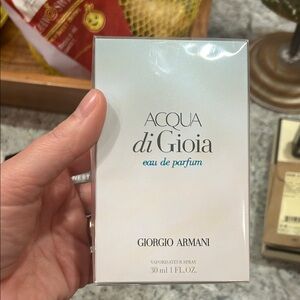 ACQUA
di Gioia
eau de parfum
GIORGIO ARMANI
VAPORISATEUR SPRAY
30 ml 1 FL.OZ.